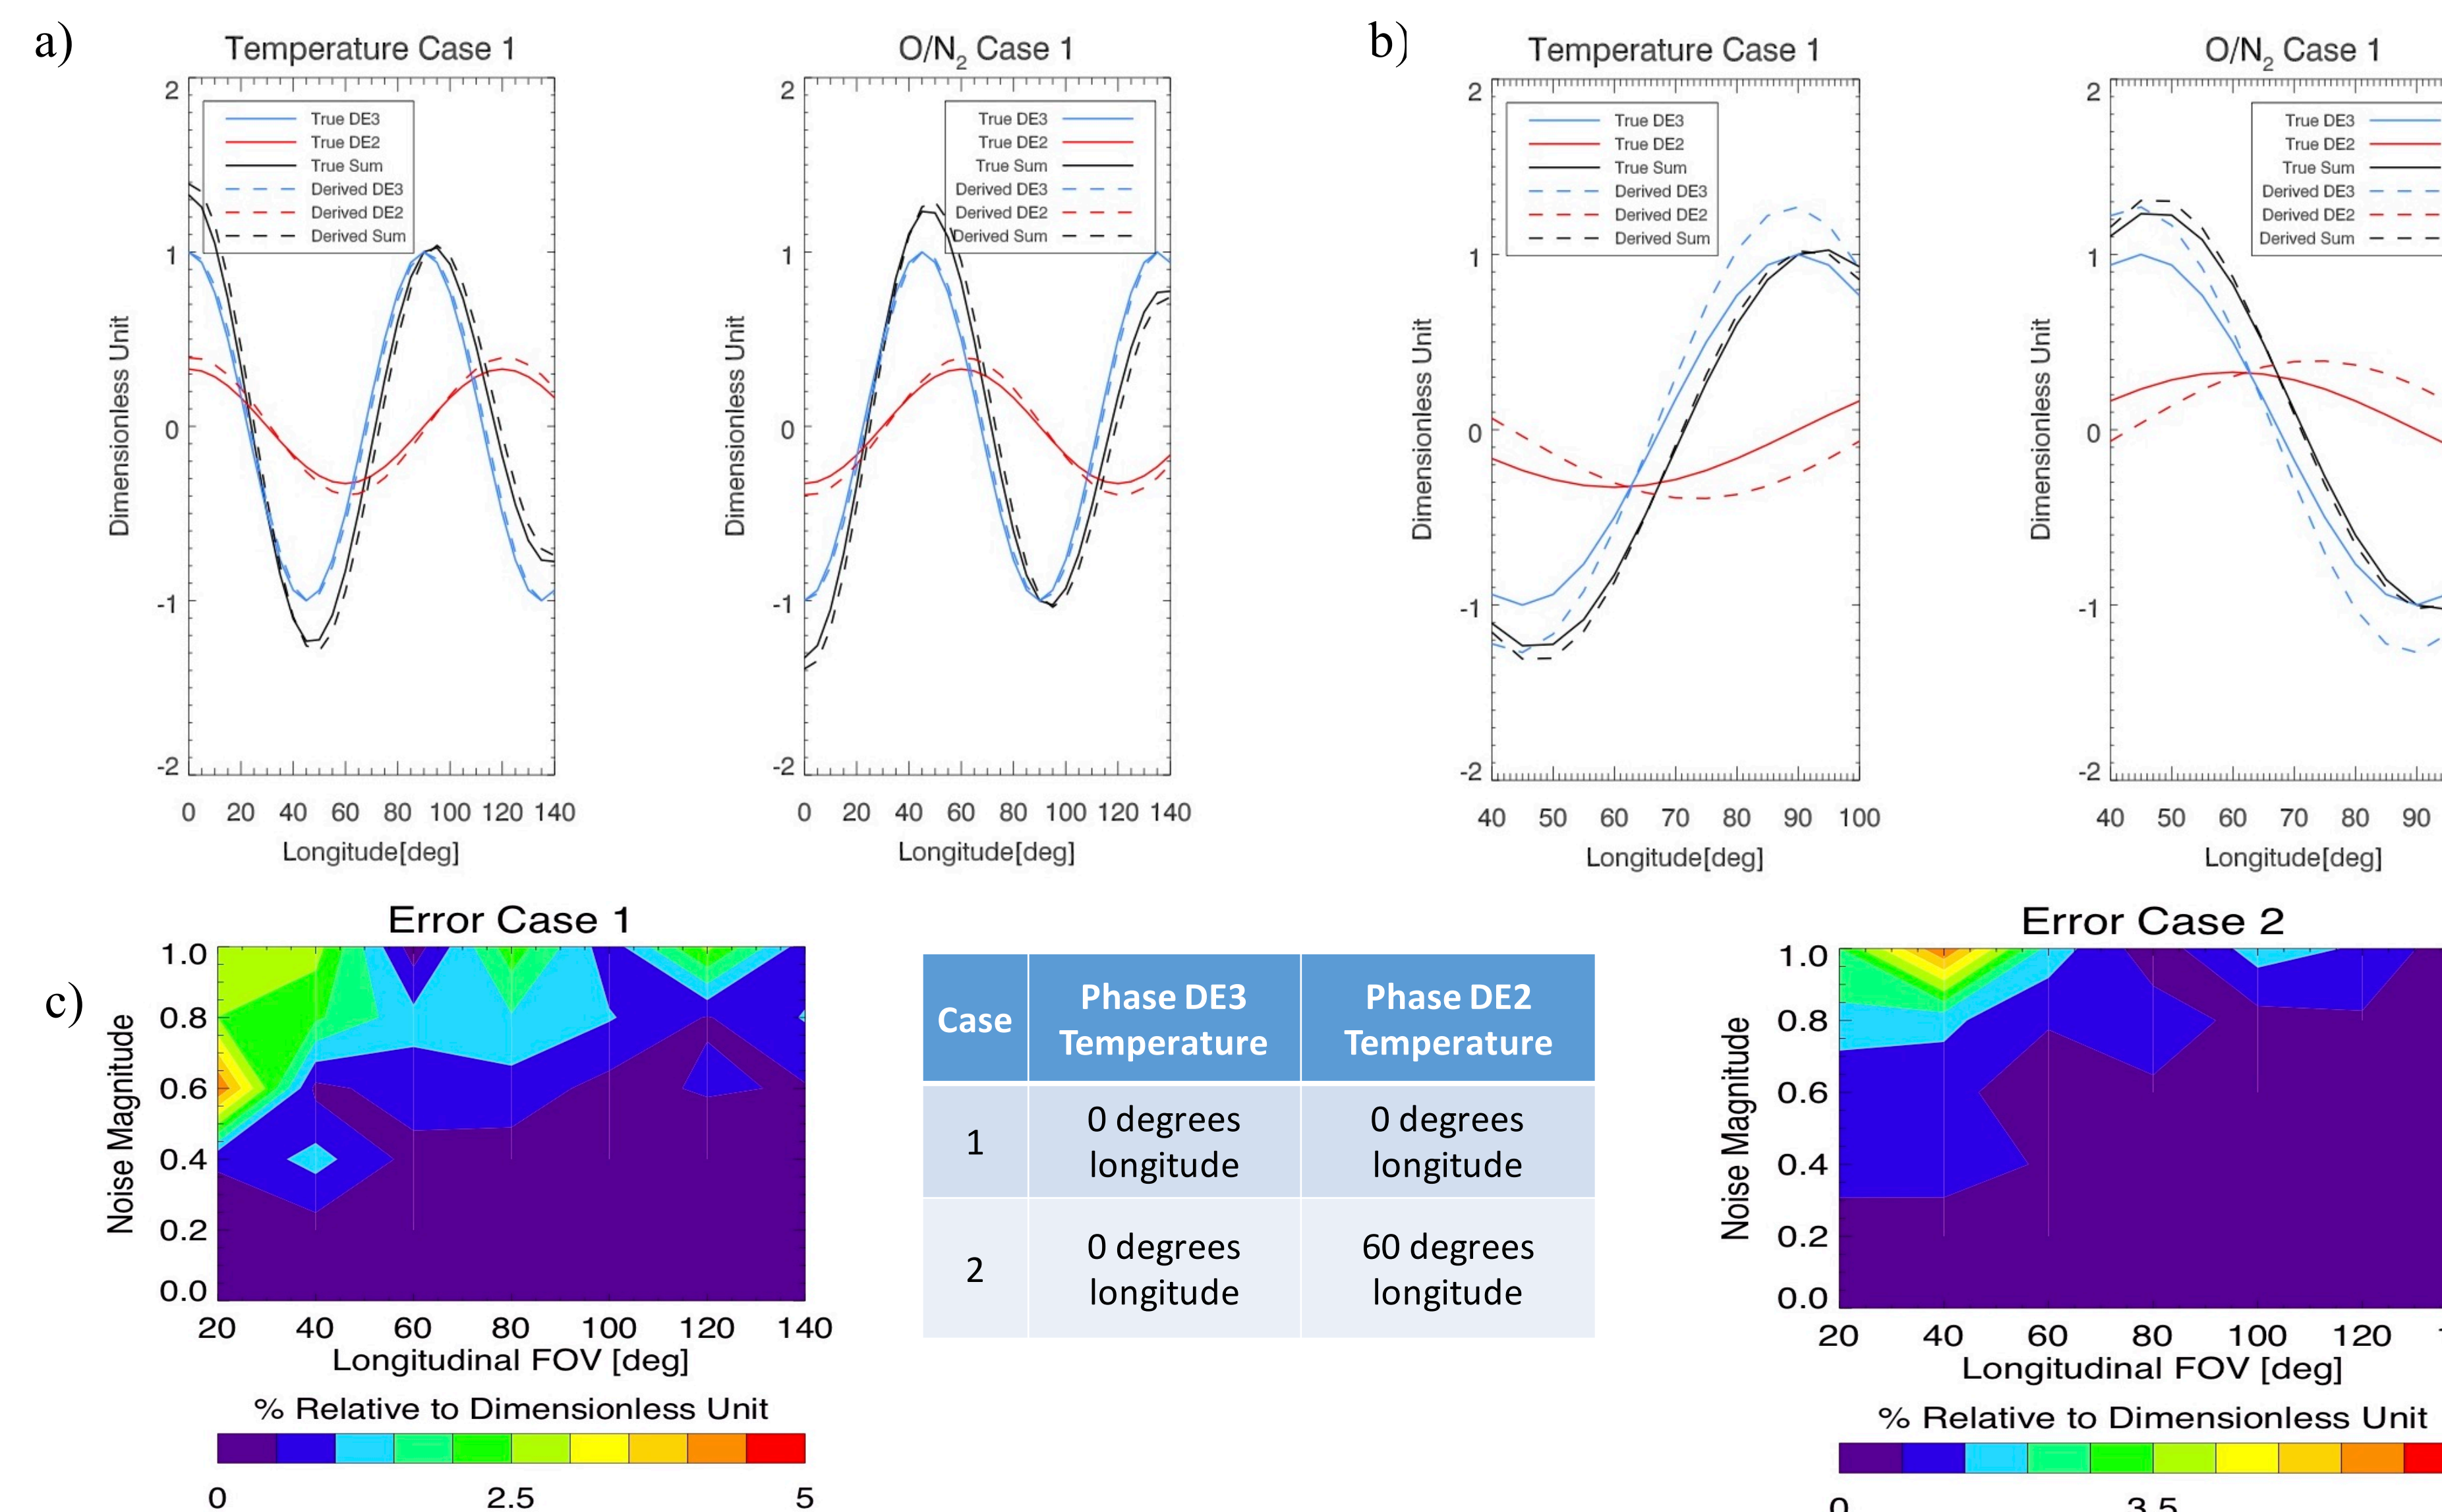 a)
Temperature Case 1
2
1
0
-1
-2
True DE3
True DE2
True Sum
Derived DE3
Derived DE2
Derived Sum
Dimensionless Unit
0 20 40 60 80 100 120 140
Longitude[deg]
O/N2 Case 1
2
1
0
-1
-2
True DE3
True DE2
True Sum
Derived DE3
Derived DE2
Derived Sum
Dimensionless Unit
0 20 40 60 80 100 120 140
Longitude[deg]
b)
Temperature Case 1
2
1
0
-1
-2
True DE3
True DE2
True Sum
Derived DE3
Derived DE2
Derived Sum
Dimensionless Unit
40 50 60 70 80 90 100
Longitude[deg]
O/N2 Case 1
2
1
0
-1
-2
True DE3
True DE2
True Sum
Derived DE3
Derived DE2
Derived Sum
Dimensionless Unit
40 50 60 70 80 90
Longitude[deg]
c)
Error Case 1
1.0
0.8
0.6
0.4
0.2
0.0
Noise Magnitude
20 40 60 80 100 120 140
Longitudinal FOV [deg]
% Relative to Dimensionless Unit
0 2.5 5
Case
Phase DE3
Temperature
Phase DE2
Temperature
1
0 degrees
longitude
0 degrees
longitude
2
0 degrees
longitude
60 degrees
longitude
Error Case 2
1.0
0.8
0.6
0.4
0.2
0.0
Noise Magnitude
20 40 60 80 100 120
Longitudinal FOV [deg]
% Relative to Dimensionless Unit
0 3.5